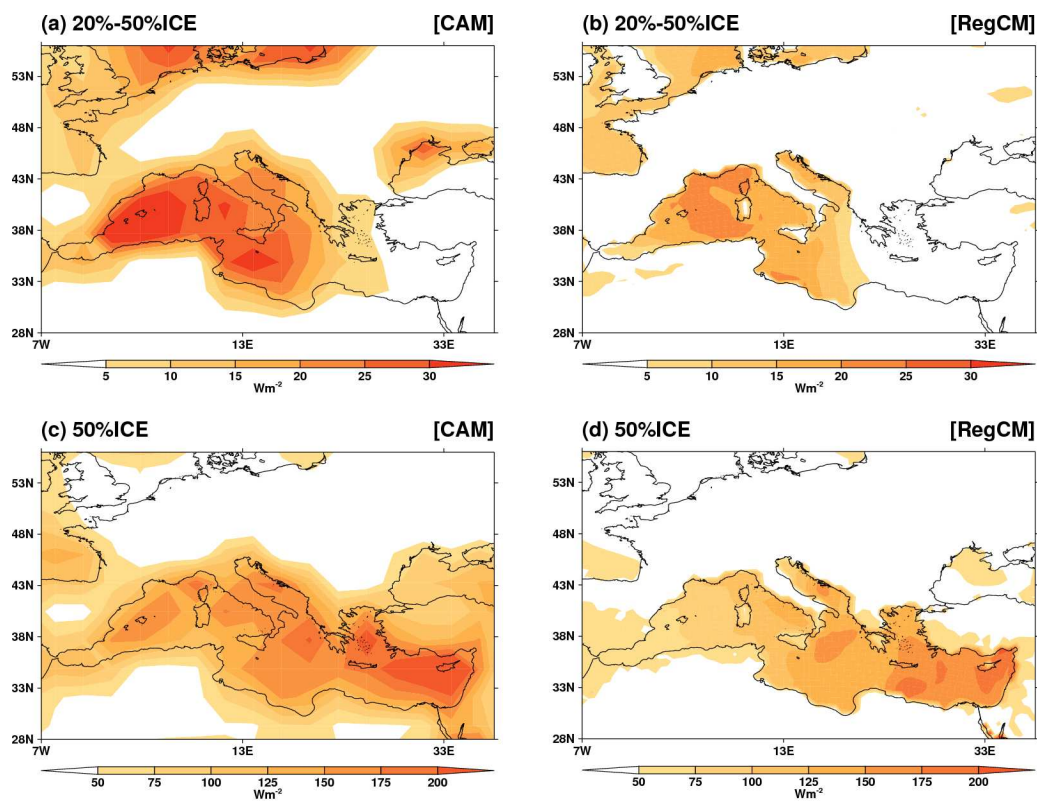 (a) 20%-50%ICE [CAM]
(b) 20%-50%ICE [RegCM]
53N
48N
43N
38N
33N
28N
7W 13E 33E
5 10 15 20 25 30
Wm-2
53N
48N
43N
38N
33N
28N
7W 13E 33E
5 10 15 20 25 30
Wm-2
(c) 50%ICE [CAM]
(d) 50%ICE [RegCM]
53N
48N
43N
38N
33N
28N
7W 13E 33E
50 75 100 125 150 175 200
Wm-2
53N
48N
43N
38N
33N
28N
7W 13E 33E
50 75 100 125 150 175 200
Wm-2